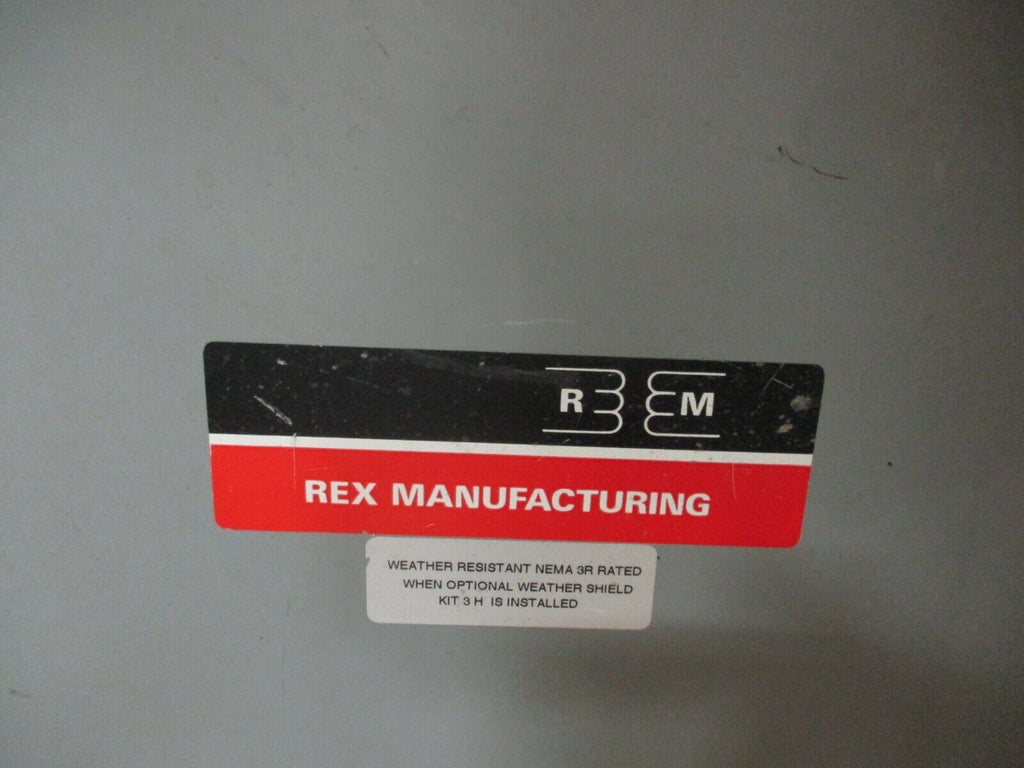 R M
REX MANUFACTURING
WEATHER RESISTANT NEMA 3R RATED
WHEN OPTIONAL WEATHER SHIELD
KIT 3 H IS INSTALLED